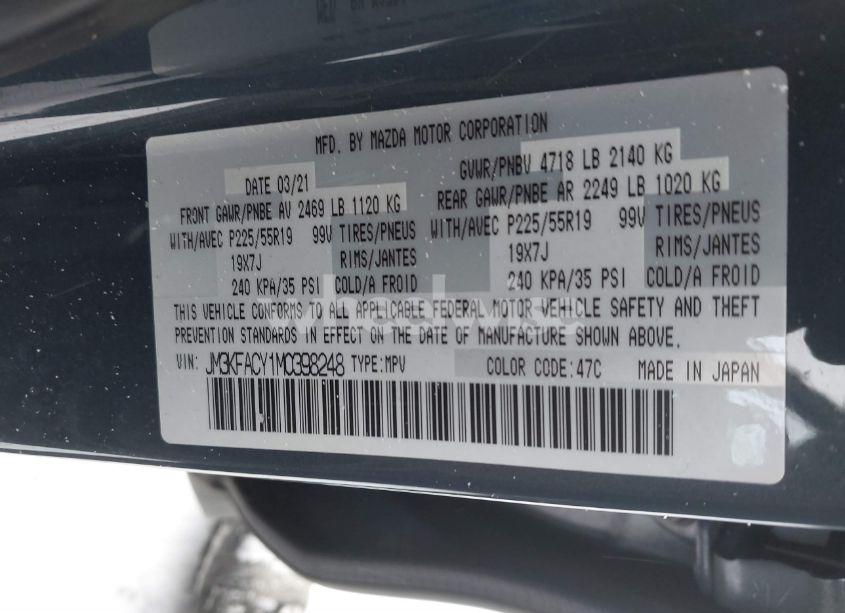 MFD. BY MAZDA MOTOR CORPORATION
DATE 03/21 GVWR/PNBV 4718 LB 2140 KG
FRONT GAWR/PNBE AV 2469 LB 1120 KG REAR GAWR/PNBE AR 2249 LB 1020 KG
WITH/AVEC P225/55R19 99V TIRES/PNEUS WITH/AVEC P225/55R19 99V TIRES/PNEUS
19X7J RIMS/JANTES 19X7J RIMS/JANTES
240 KPA/35 PSI COLD/A FROID 240 KPA/35 PSI COLD/A FROID
THIS VEHICLE CONFORMS TO ALL APPLICABLE FEDERAL MOTOR VEHICLE SAFETY AND THEFT
PREVENTION STANDARDS IN EFFECT ON THE DATE OF MANUFACTURE SHOWN ABOVE.
VIN: JM3KFACY1M0398248 TYPE:MPV COLOR CODE:47C MADE IN JAPAN